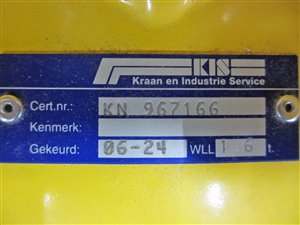 KIS
Kraan en Industrie Service
Cert.nr.: KN 967166
Kenmerk:
Gekeurd: 06-24 WLL 1.6 t.